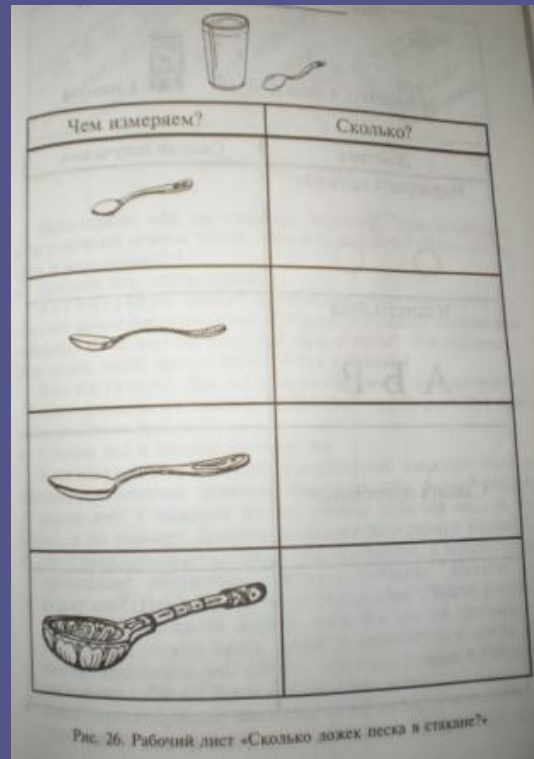 Чем измеряем?
Сколько?
Рис. 26. Рабочий лист «Сколько ложек песка в стакане?»